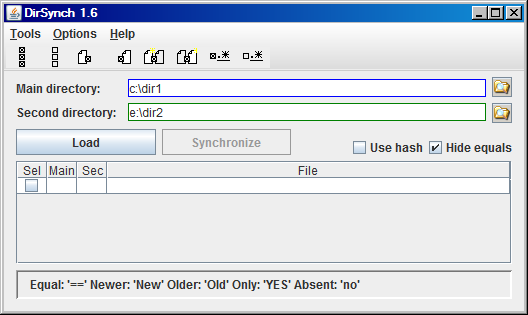 DirSynch 1.6
Tools Options Help
Main directory: c:\dir1
Second directory: e:\dir2
Load Synchronize Use hash Hide equals
Sel Main Sec File
Equal: '==' Newer: 'New' Older: 'Old' Only: 'YES' Absent: 'no'